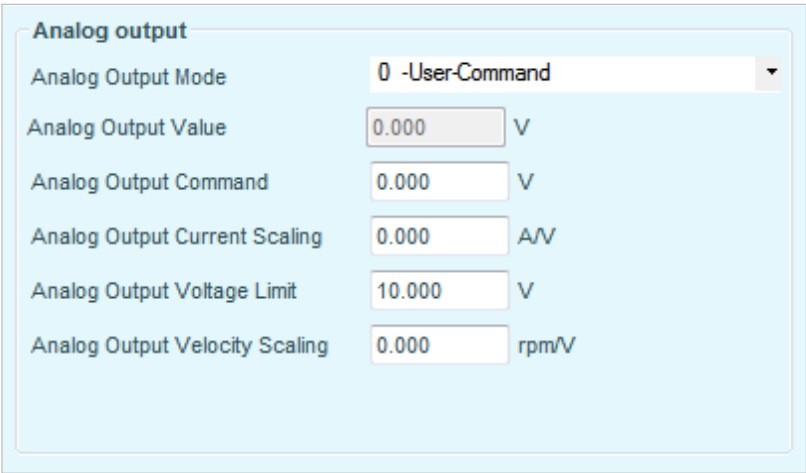 Analog output
Analog Output Mode 0 -User-Command
Analog Output Value 0.000 V
Analog Output Command 0.000 V
Analog Output Current Scaling 0.000 A/V
Analog Output Voltage Limit 10.000 V
Analog Output Velocity Scaling 0.000 rpm/V